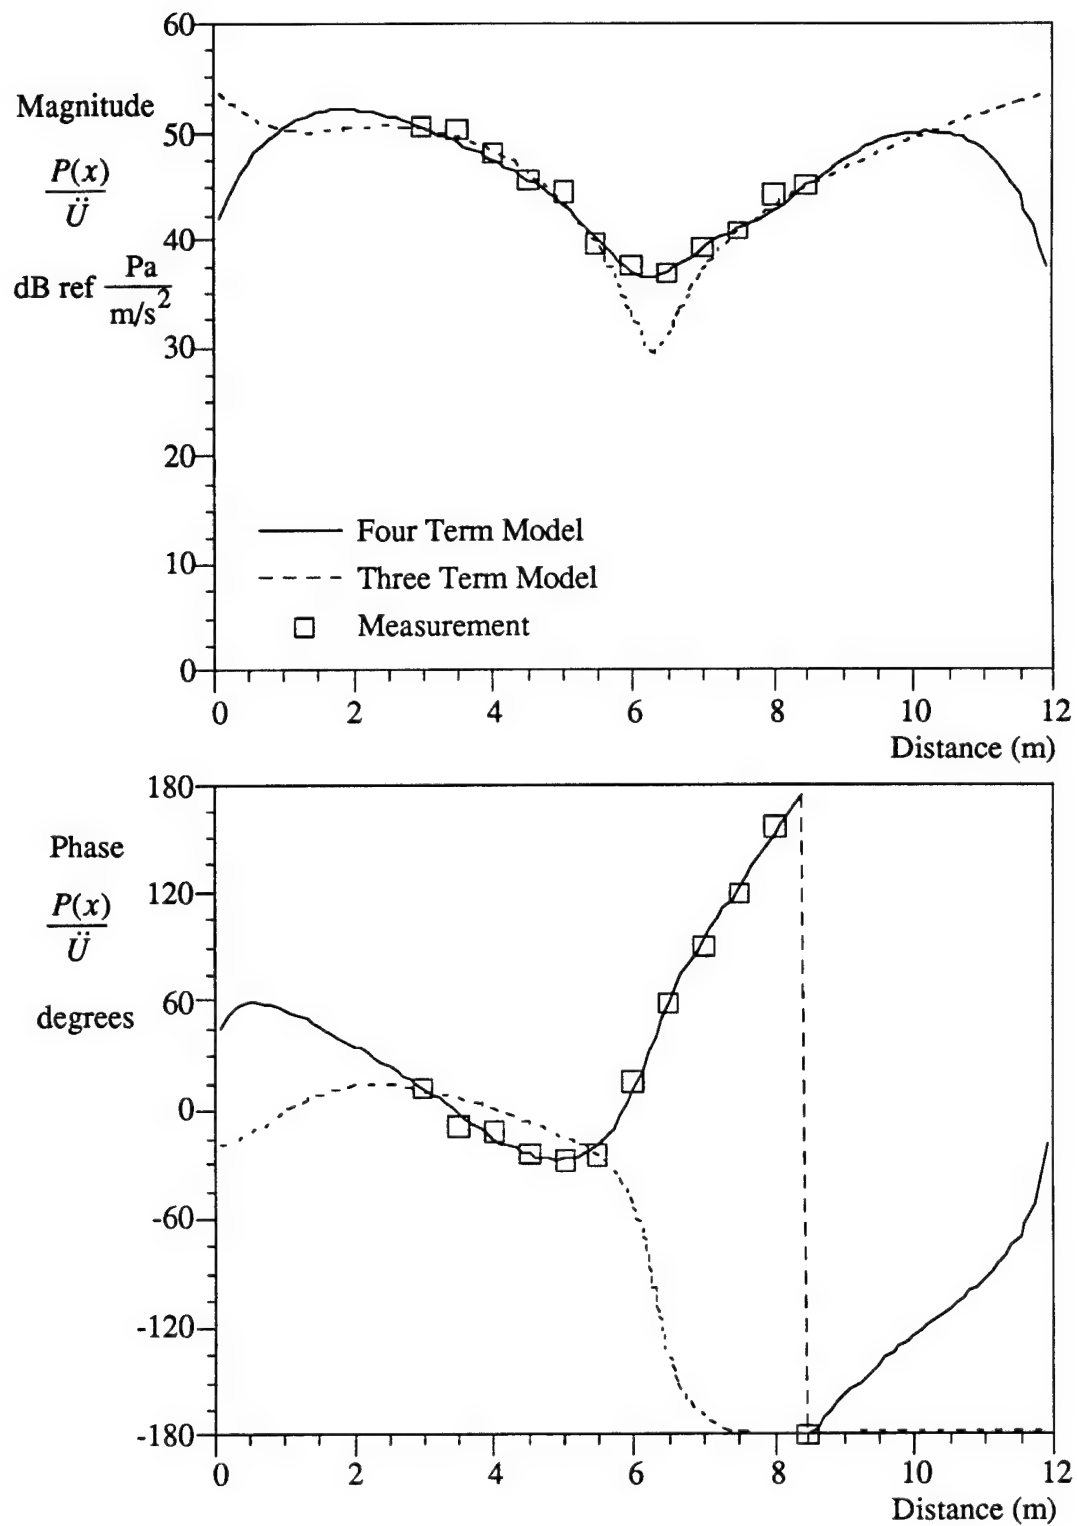 60
Magnitude
50
P(x)
Ü
40
dB ref Pa
m/s²
30
20
Four Term Model
10
Three Term Model
Measurement
0
0 2 4 6 8 10 12
Distance (m)
180
Phase
120
P(x)
Ü
60
degrees
0
-60
-120
-180
0 2 4 6 8 10 12
Distance (m)